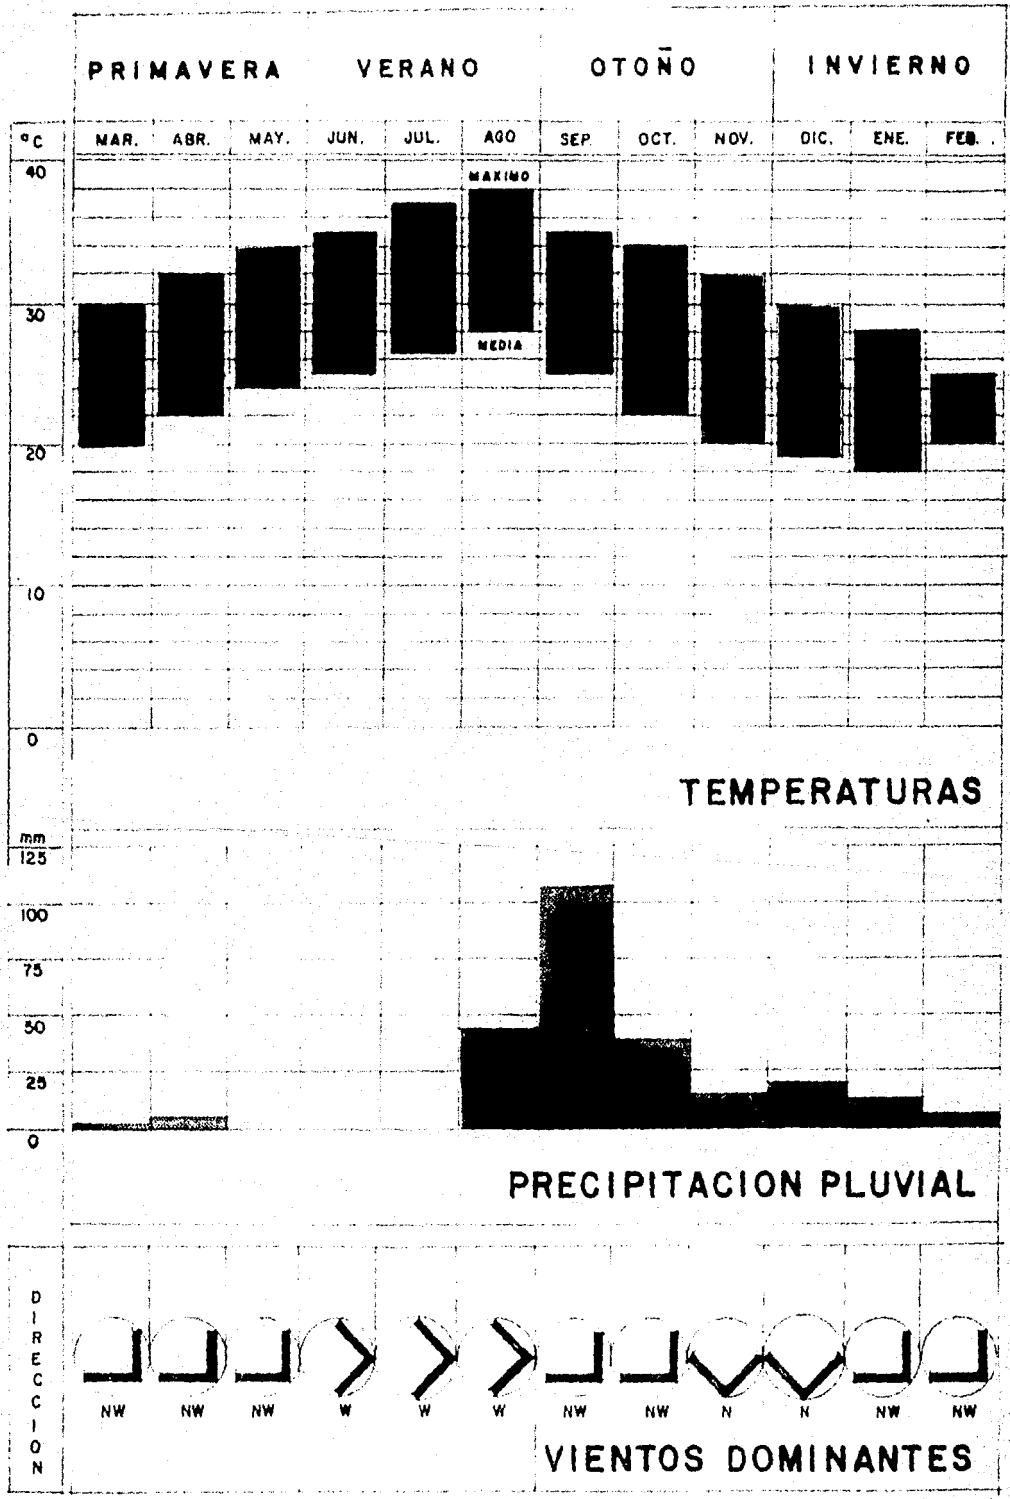 PRIMAVERA VERANO OTOÑO INVIERNO
ºC MAR. ABR. MAY. JUN. JUL. AGO SEP. OCT. NOV. DIC. ENE. FEB.
40
MAXIMO
30
MEDIA
20
10
0
TEMPERATURAS
mm
125
100
75
50
25
0
PRECIPITACION PLUVIAL
DIRECCION
NW NW NW W W W NW NW N N NW NW
VIENTOS DOMINANTES